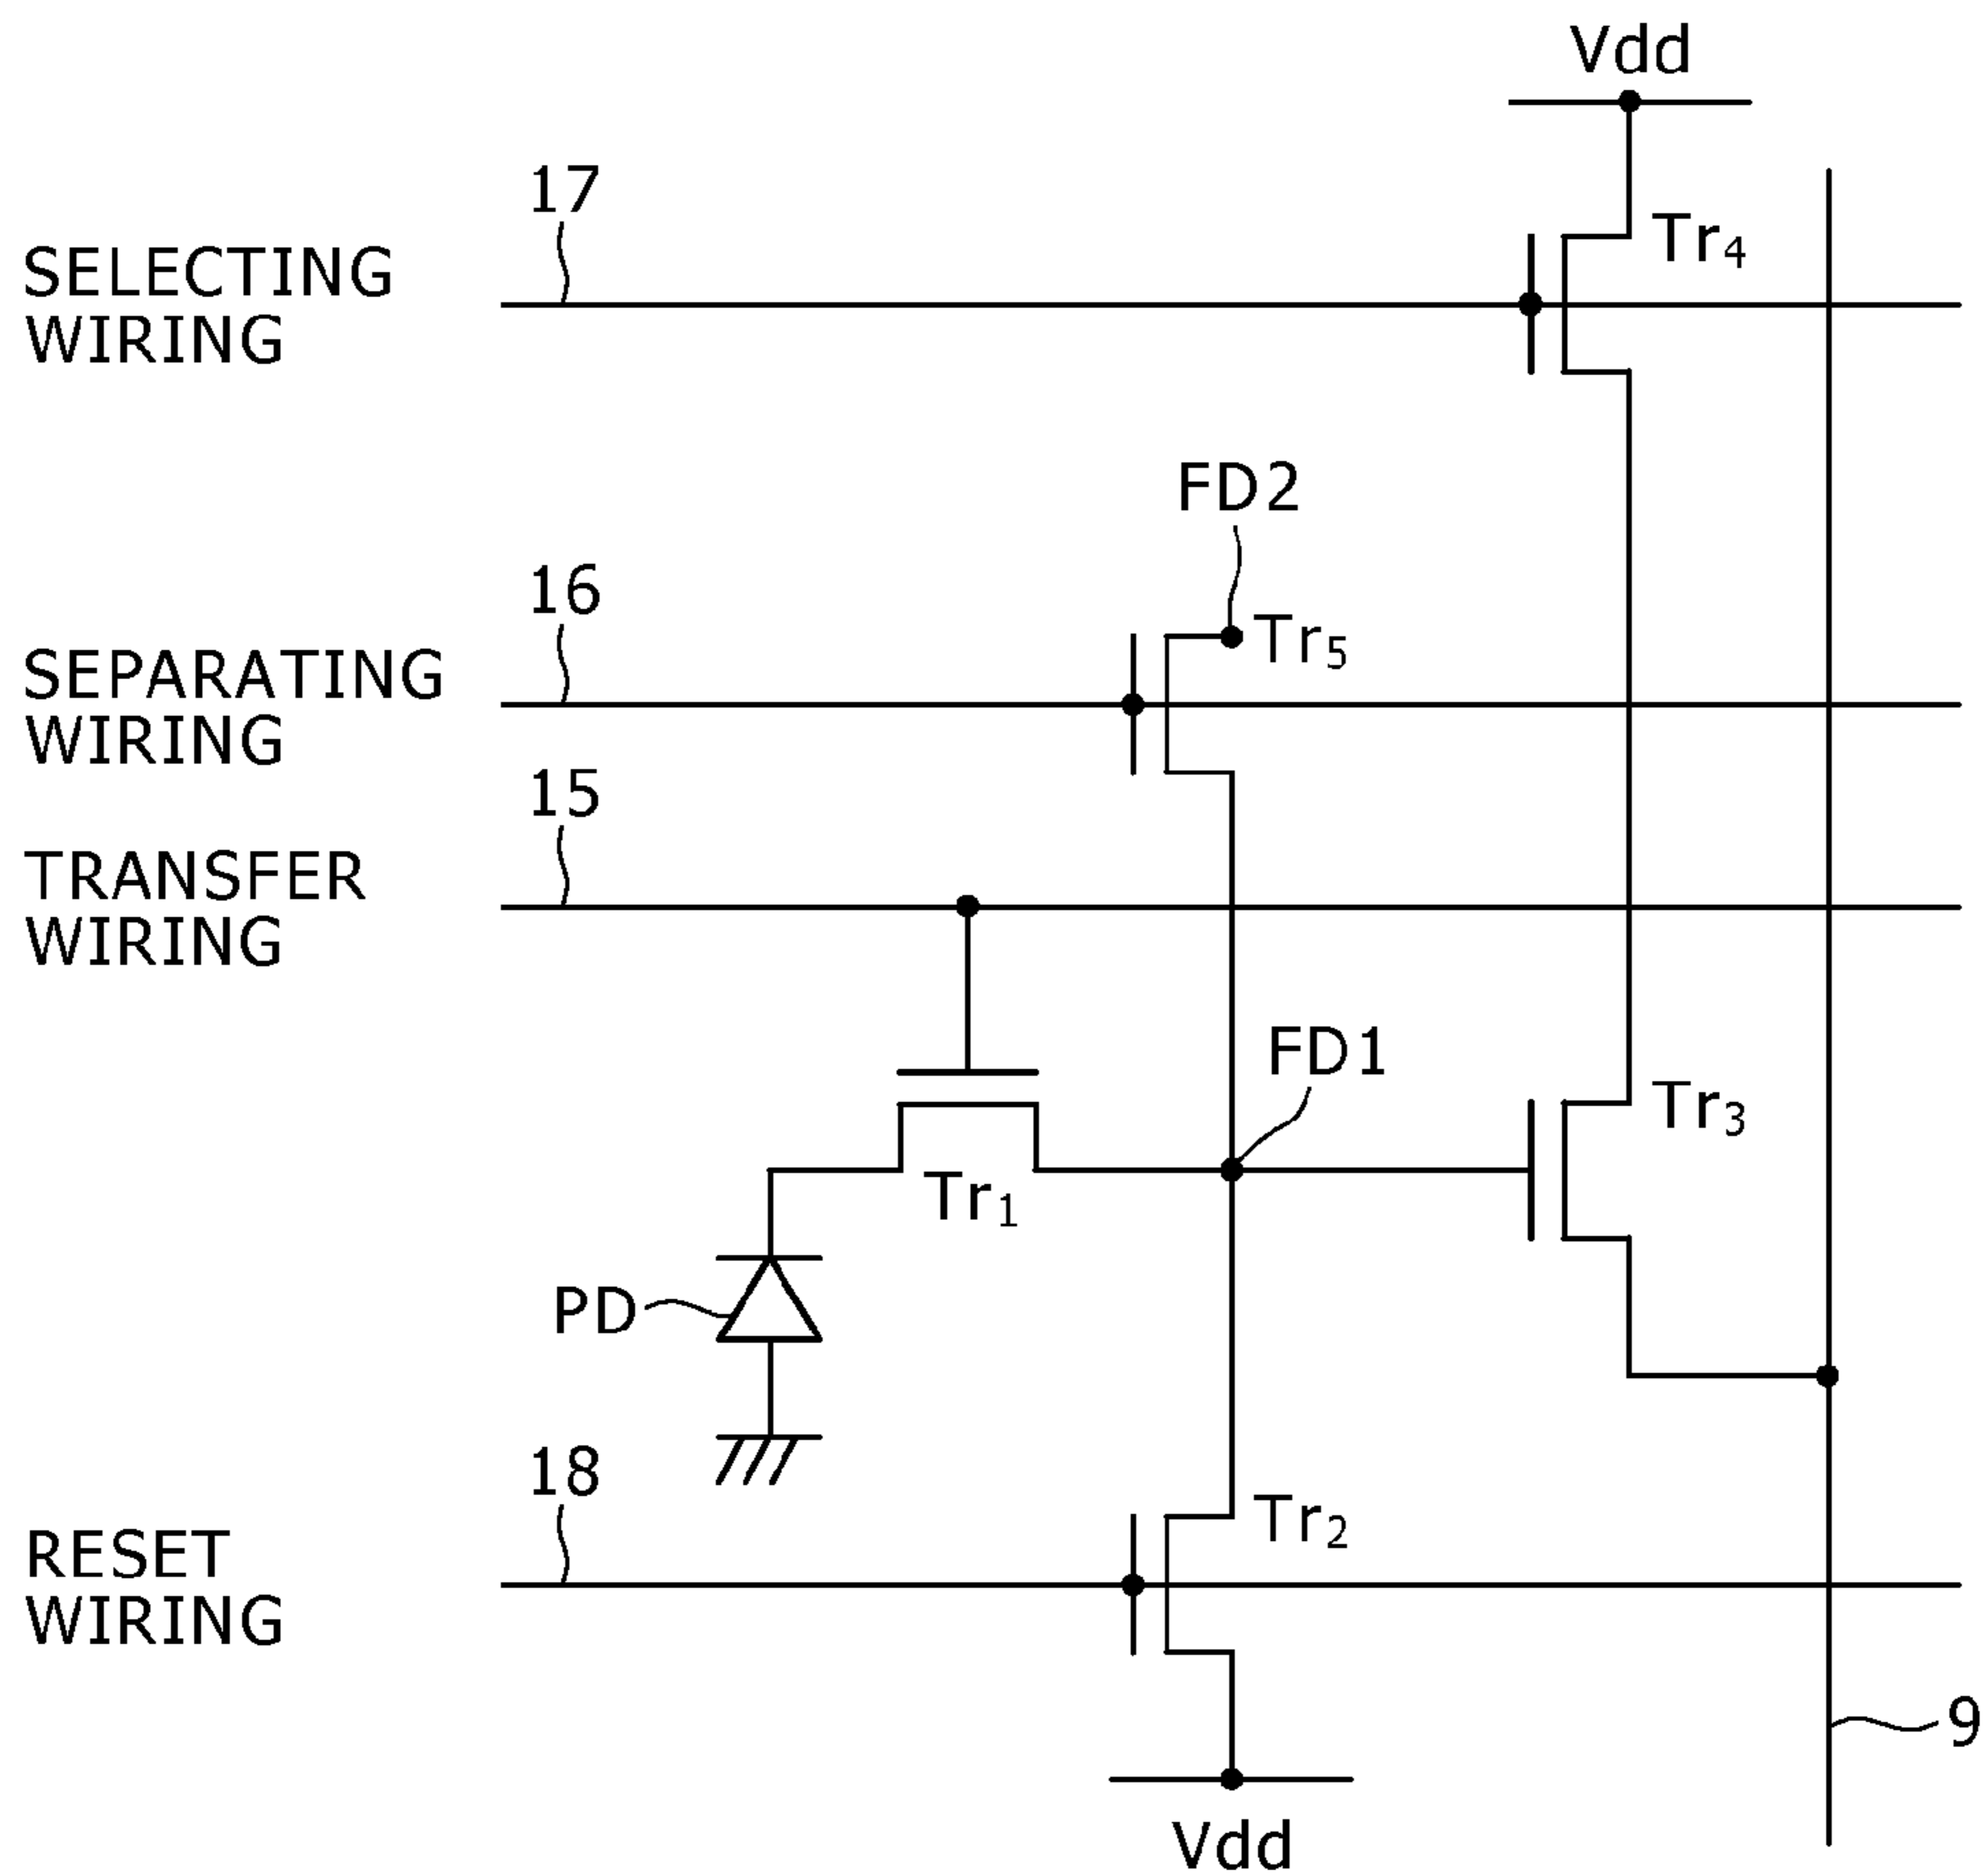 Vdd
17
SELECTING
WIRING
Tr4
FD2
16
Tr5
SEPARATING
WIRING
15
TRANSFER
WIRING
FD1
Tr3
Tr1
PD
18
Tr2
RESET
WIRING
9
Vdd